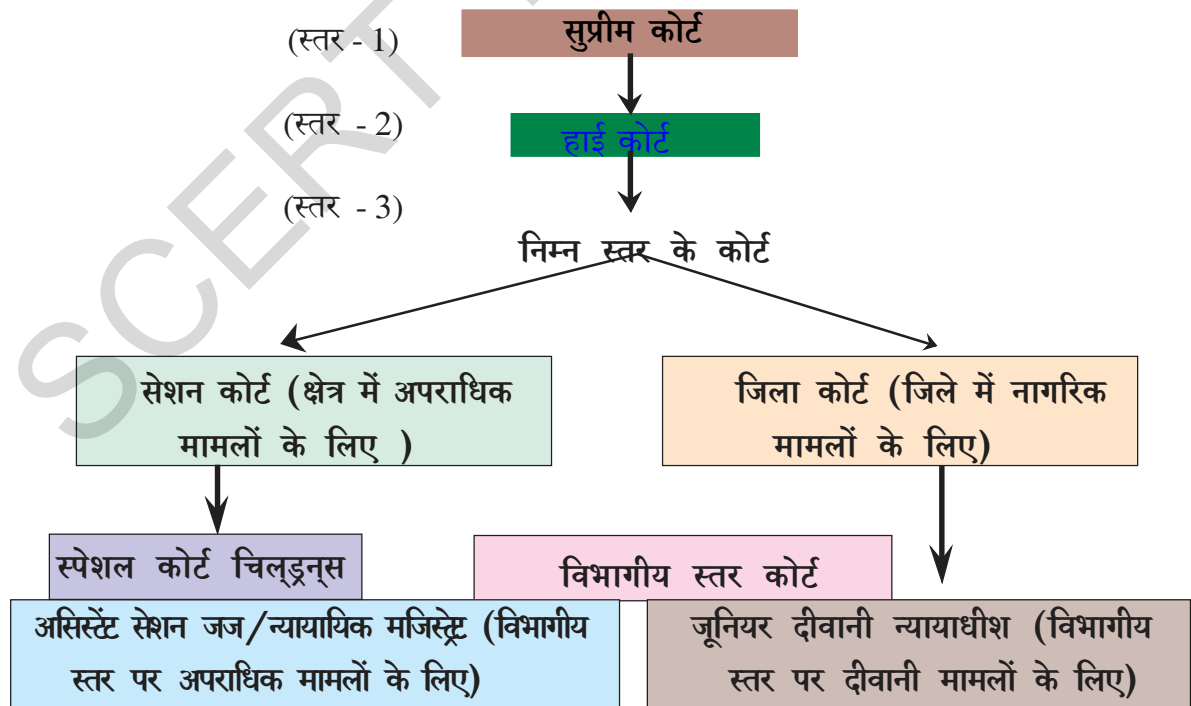 (स्तर - 1)
सुप्रीम कोर्ट
(स्तर - 2)
हाई कोर्ट
(स्तर - 3)
निम्न स्तर के कोर्ट
सेशन कोर्ट (क्षेत्र में अपराधिक
मामलों के लिए )
जिला कोर्ट (जिले में नागरिक
मामलों के लिए)
स्पेशल कोर्ट चिल्ड्रन्स
विभागीय स्तर कोर्ट
असिस्टेंट सेशन जज/न्यायायिक मजिस्ट्रेट (विभागीय
स्तर पर अपराधिक मामलों के लिए)
जूनियर दीवानी न्यायाधीश (विभागीय
स्तर पर दीवानी मामलों के लिए)
SCERT